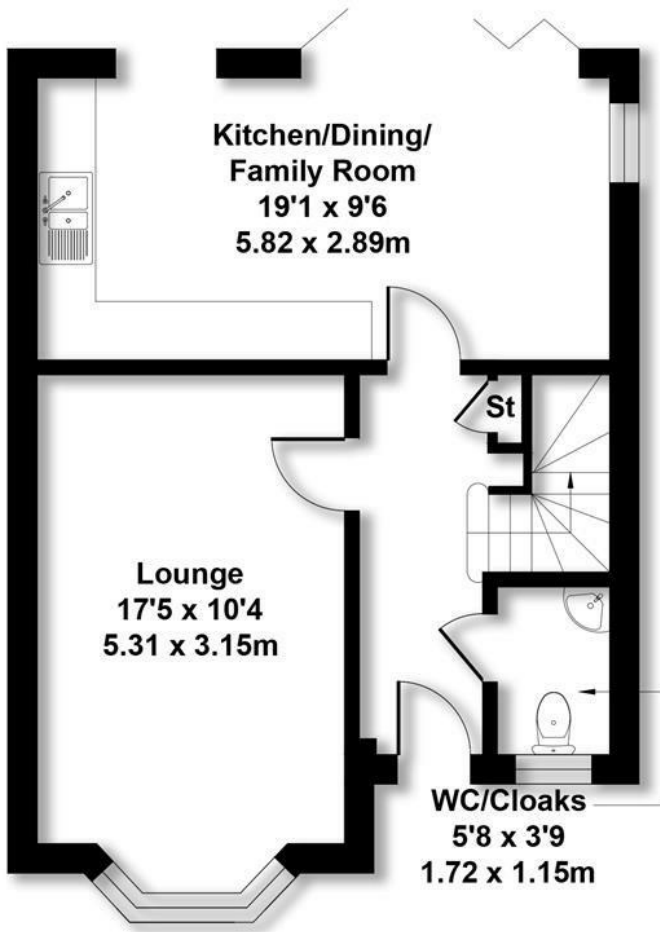 Kitchen/Dining/
Family Room
19'1 x 9'6
5.82 x 2.89m
St
Lounge
17'5 x 10'4
5.31 x 3.15m
WC/Cloaks
5'8 x 3'9
1.72 x 1.15m